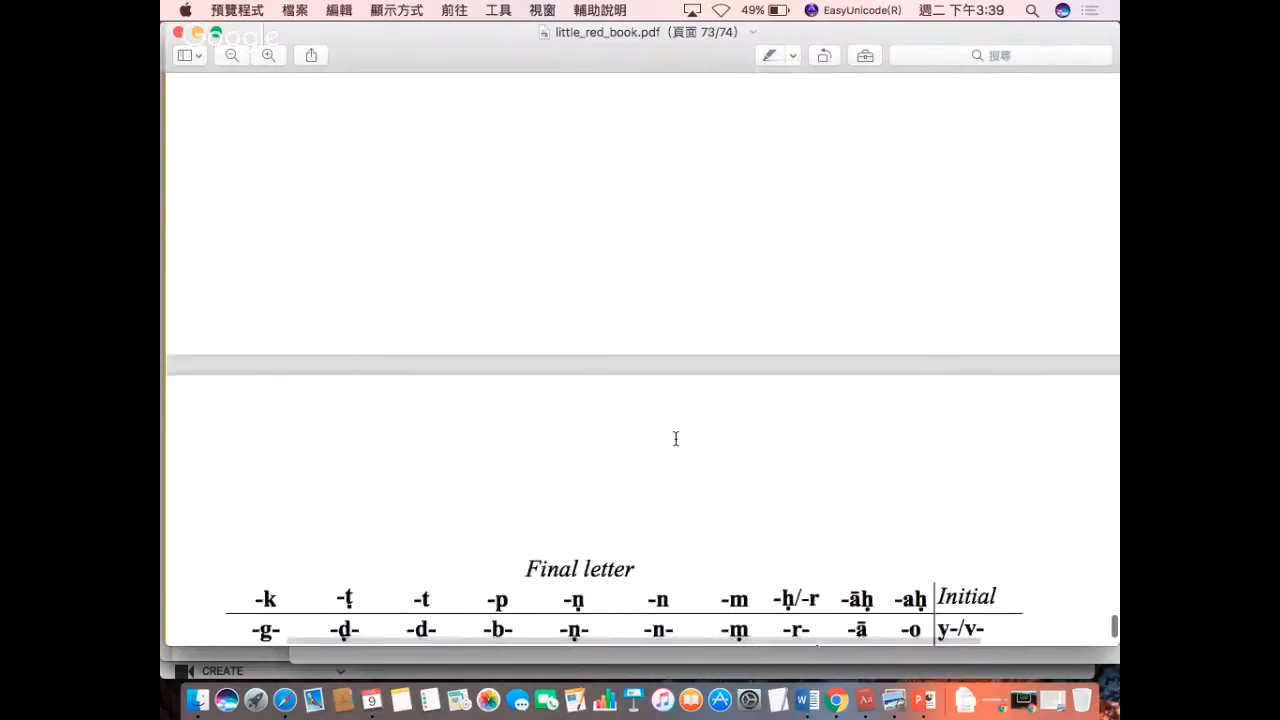 預覽程式 檔案 編輯 顯示方式 前往 工具 視窗 輔助說明 49% EasyUnicode(R) 週二 下午3:39
Google
little_red_book.pdf（頁面 73/74）
搜尋
Final letter
-k -ṭ -t -p -ṇ -n -m -ḥ/-r -āḥ -aḥ Initial
-g- -ḍ- -d- -b- -ṇ- -n- -ṃ -r- -ā -o y-/v-
CREATE
9